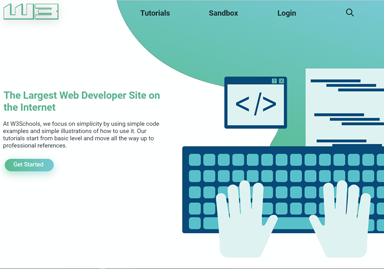 W3
Tutorials Sandbox Login
The Largest Web Developer Site on
the Internet
At W3Schools, we focus on simplicity by using simple code
examples and simple illustrations of how to use it. Our
tutorials start from basic level and move all the way up to
professional references.
Get Started
</>
? X